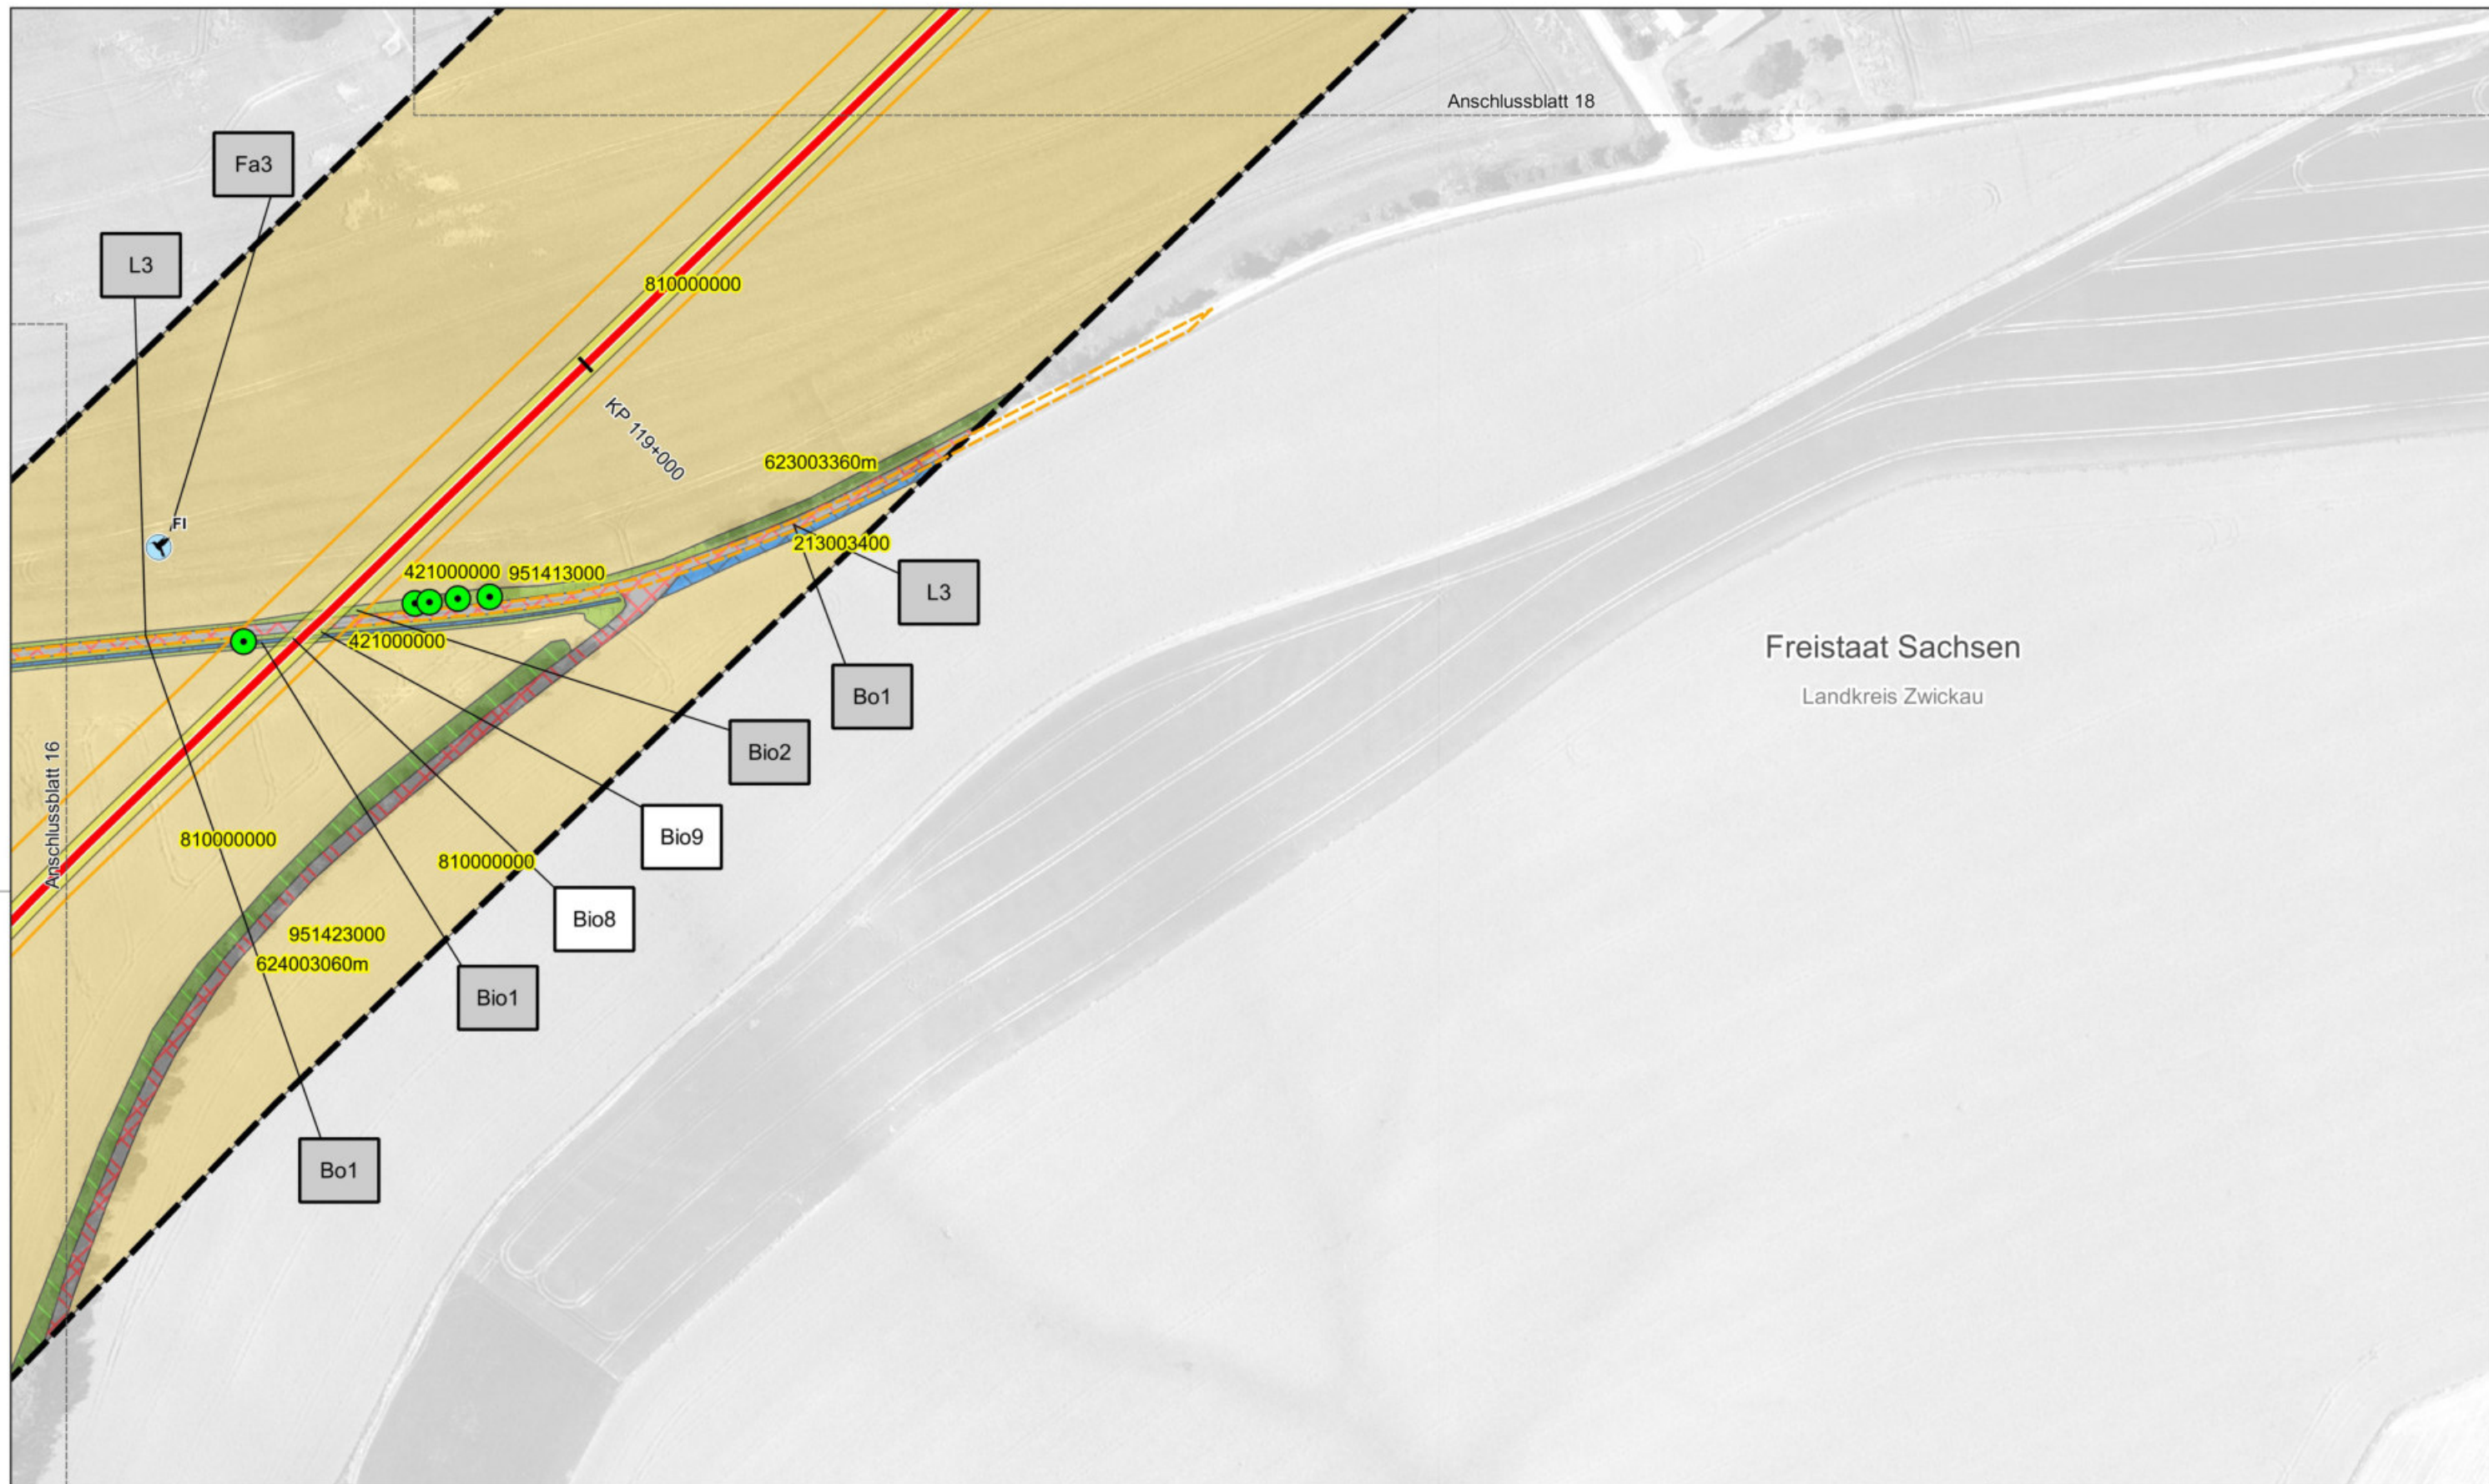 Anschlussblatt 18
Fa3
L3
810000000
KP 119+000
623003360m
FI
213003400
421000000
951413000
L3
421000000
Freistaat Sachsen
Landkreis Zwickau
Bo1
Bio2
Anschlussblatt 16
Bio9
810000000
810000000
Bio8
951423000
624003060m
Bio1
Bo1